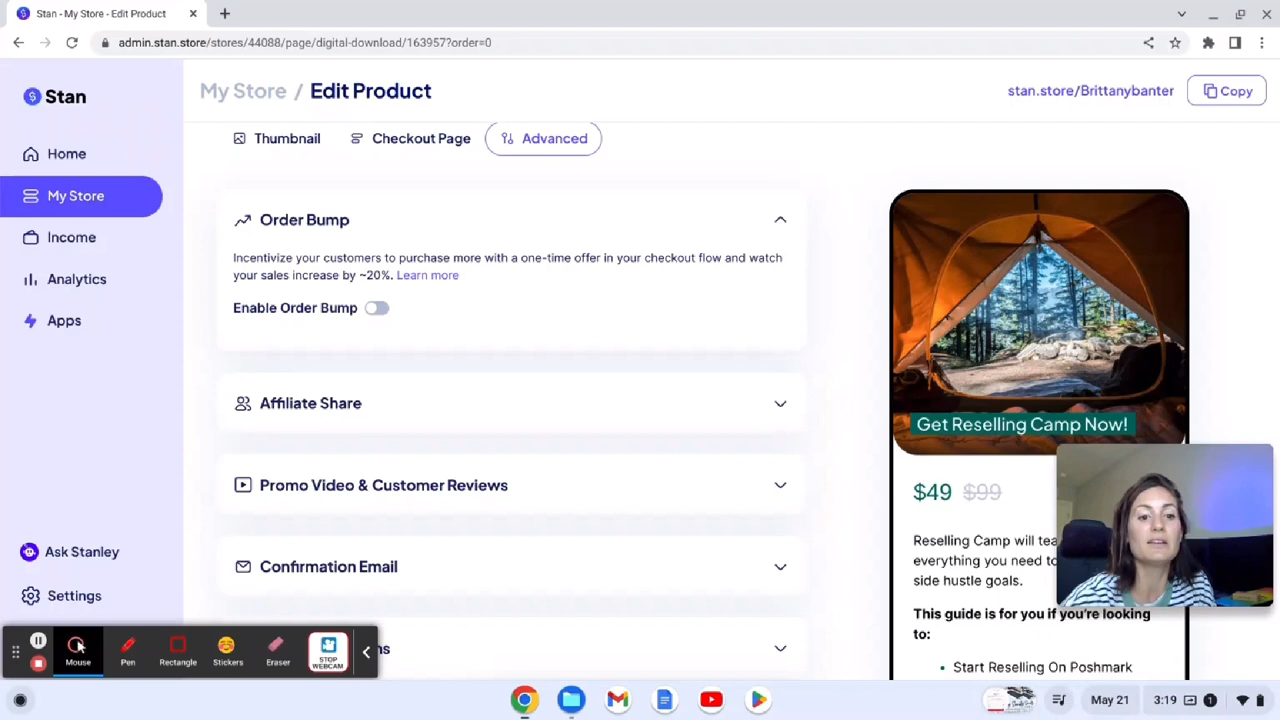 Stan - My Store - Edit Product
admin.stan.store/stores/44088/page/digital-download/163957?order=0
Stan
My Store / Edit Product
stan.store/Brittanybanter
Copy
Home
My Store
Income
Analytics
Apps
Ask Stanley
Settings
Thumbnail
Checkout Page
Advanced
Order Bump
Incentivize your customers to purchase more with a one-time offer in your checkout flow and watch
your sales increase by ~20%. Learn more
Enable Order Bump
Affiliate Share
Promo Video & Customer Reviews
Confirmation Email
ns
Get Reselling Camp Now!
$49 $99
Reselling Camp will tea
everything you need to
side hustle goals.
This guide is for you if you're looking
to:
• Start Reselling On Poshmark
Mouse
Pen
Rectangle
Stickers
Eraser
STOP
WEBCAM
May 21
3:19
1